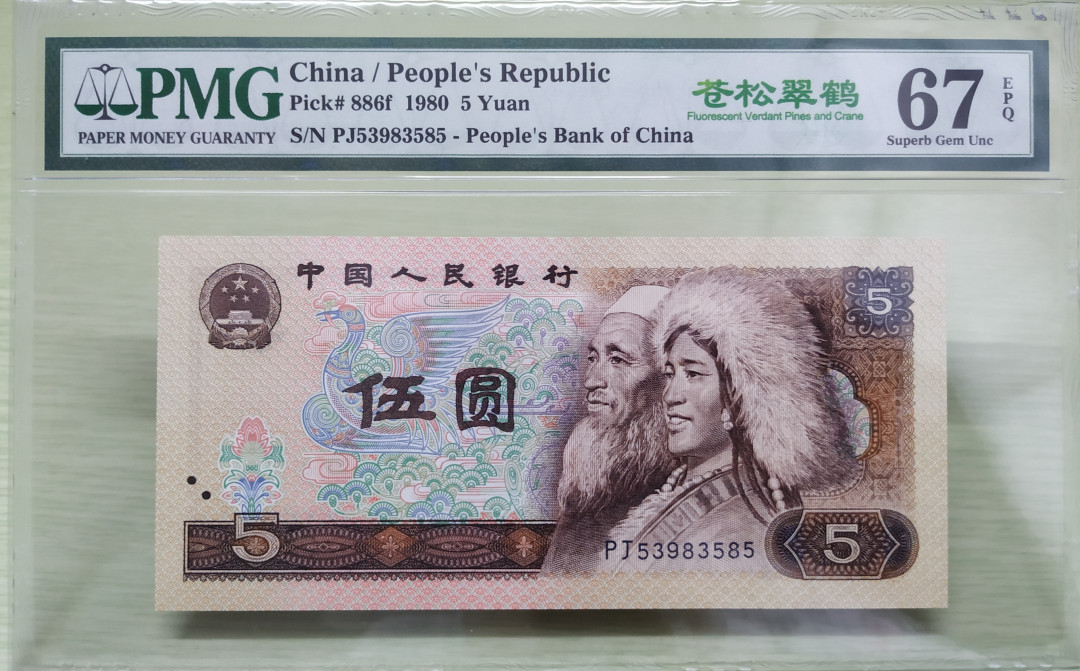 PMG
PAPER MONEY GUARANTY
China / People's Republic
Pick# 886f 1980 5 Yuan
S/N PJ53983585 - People's Bank of China
苍松翠鹤
Fluorescent Verdant Pines and Crane
67
EPQ
Superb Gem Unc
中国人民银行
5
伍圆
5
PJ53983585
5